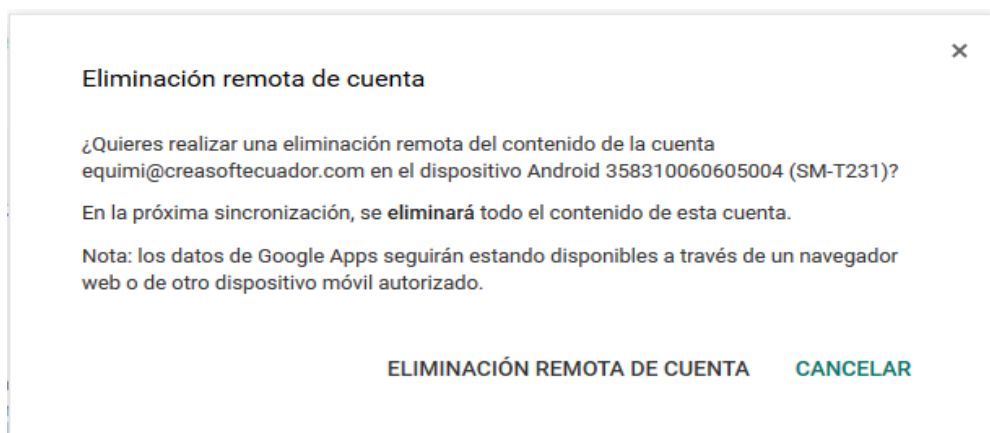 Eliminación remota de cuenta
¿Quieres realizar una eliminación remota del contenido de la cuenta
equimi@creasoftecuador.com en el dispositivo Android 358310060605004 (SM-T231)?
En la próxima sincronización, se eliminará todo el contenido de esta cuenta.
Nota: los datos de Google Apps seguirán estando disponibles a través de un navegador
web o de otro dispositivo móvil autorizado.
ELIMINACIÓN REMOTA DE CUENTA CANCELAR